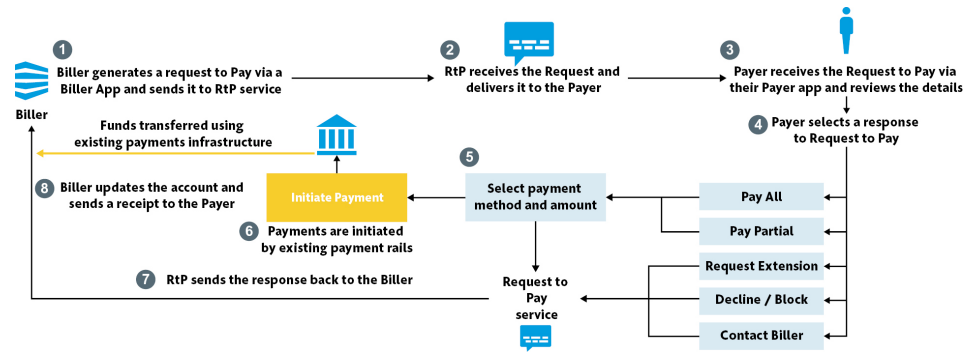 1
Biller generates a request to Pay via a
Biller App and sends it to RtP service
Biller
2
RtP receives the Request and
delivers it to the Payer
3
Payer receives the Request to Pay via
their Payer app and reviews the details
4
Payer selects a response
to Request to Pay
Pay All
Pay Partial
Request Extension
Decline / Block
Contact Biller
5
Select payment
method and amount
Initiate Payment
6
Payments are initiated
by existing payment rails
Funds transferred using
existing payments infrastructure
Request to
Pay
service
7
RtP sends the response back to the Biller
8
Biller updates the account and
sends a receipt to the Payer